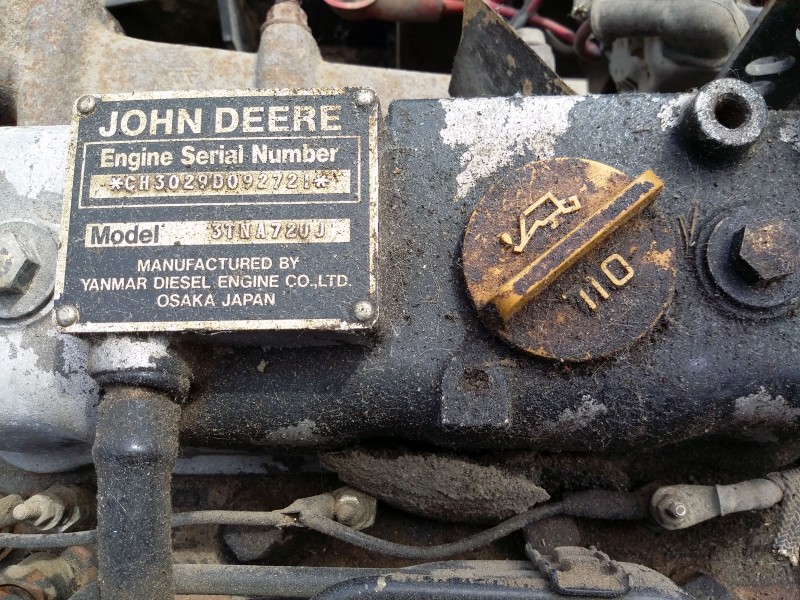 JOHN DEERE
Engine Serial Number
*CH3029D092721*
Model 3TNA72UJ
MANUFACTURED BY
YANMAR DIESEL ENGINE CO.,LTD.
OSAKA JAPAN
OIL